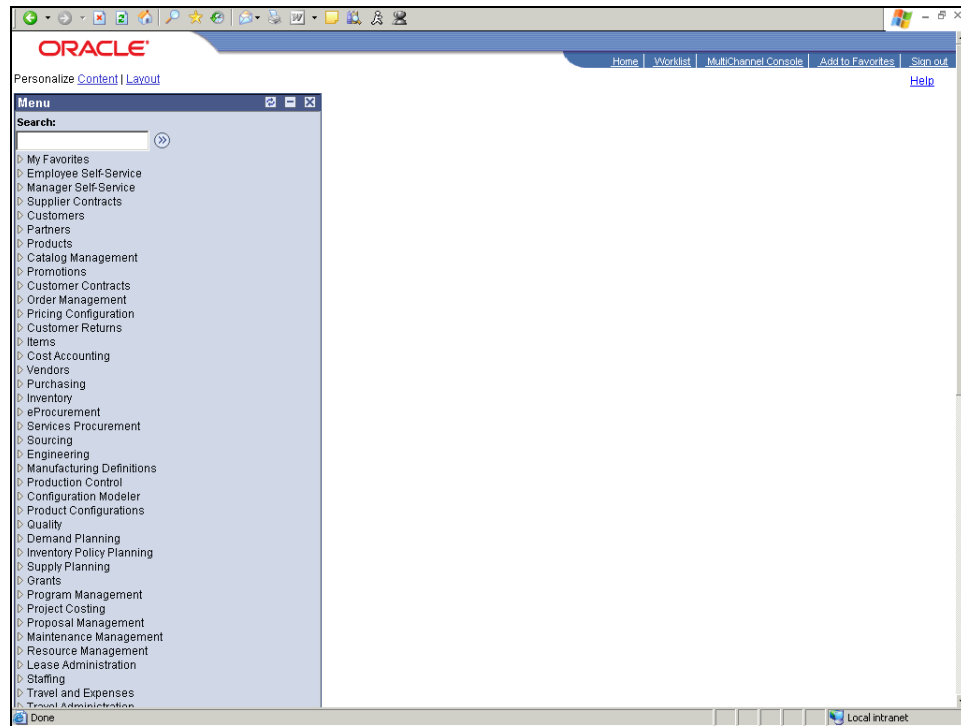 ORACLE
Home | Worklist | MultiChannel Console | Add to Favorites | Sign out
Personalize Content | Layout
Help
Menu
Search:
My Favorites
Employee Self-Service
Manager Self-Service
Supplier Contracts
Customers
Partners
Products
Catalog Management
Promotions
Customer Contracts
Order Management
Pricing Configuration
Customer Returns
Items
Cost Accounting
Vendors
Purchasing
Inventory
eProcurement
Services Procurement
Sourcing
Engineering
Manufacturing Definitions
Production Control
Configuration Modeler
Product Configurations
Quality
Demand Planning
Inventory Policy Planning
Supply Planning
Grants
Program Management
Project Costing
Proposal Management
Maintenance Management
Resource Management
Lease Administration
Staffing
Travel and Expenses
Travel Administration
Done
Local intranet